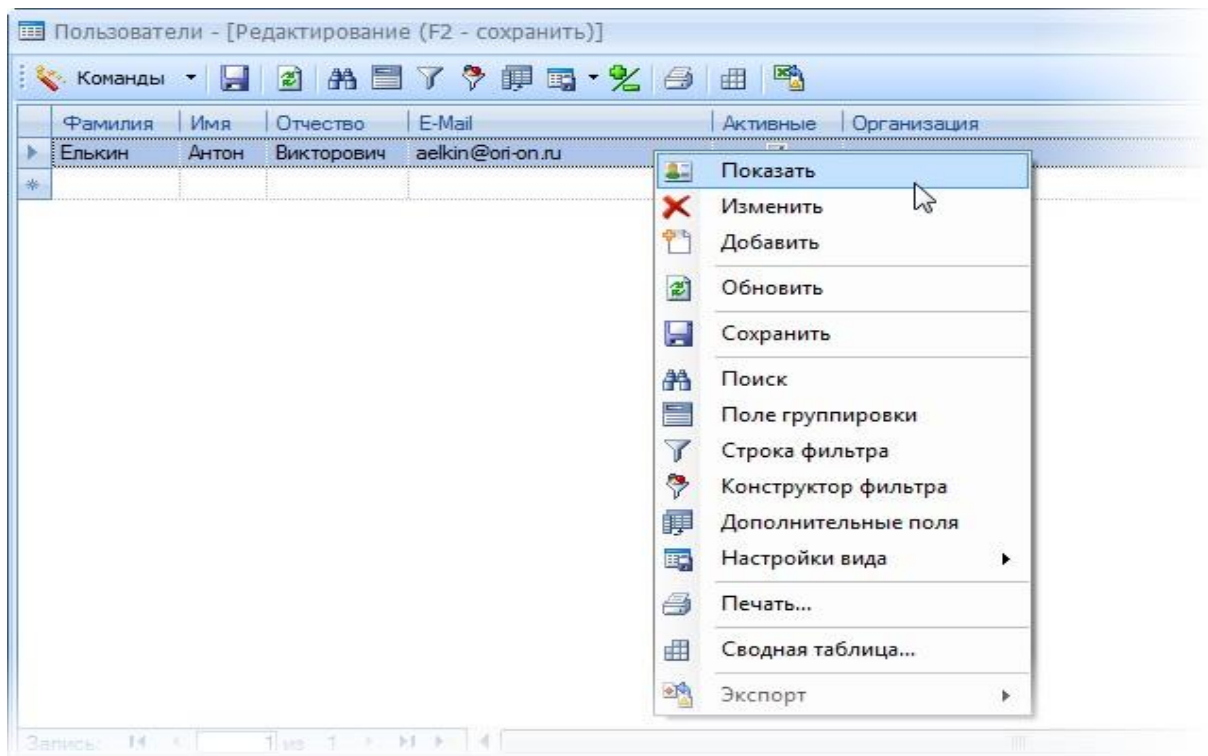 Пользователи - [Редактирование (F2 - сохранить)]
Команды
Фамилия Имя Отчество E-Mail Активные Организация
Елькин Антон Викторович aelkin@ori-on.ru
Показать
Изменить
Добавить
Обновить
Сохранить
Поиск
Поле группировки
Строка фильтра
Конструктор фильтра
Дополнительные поля
Настройки вида
Печать...
Сводная таблица...
Экспорт
Запись: 1 из 1